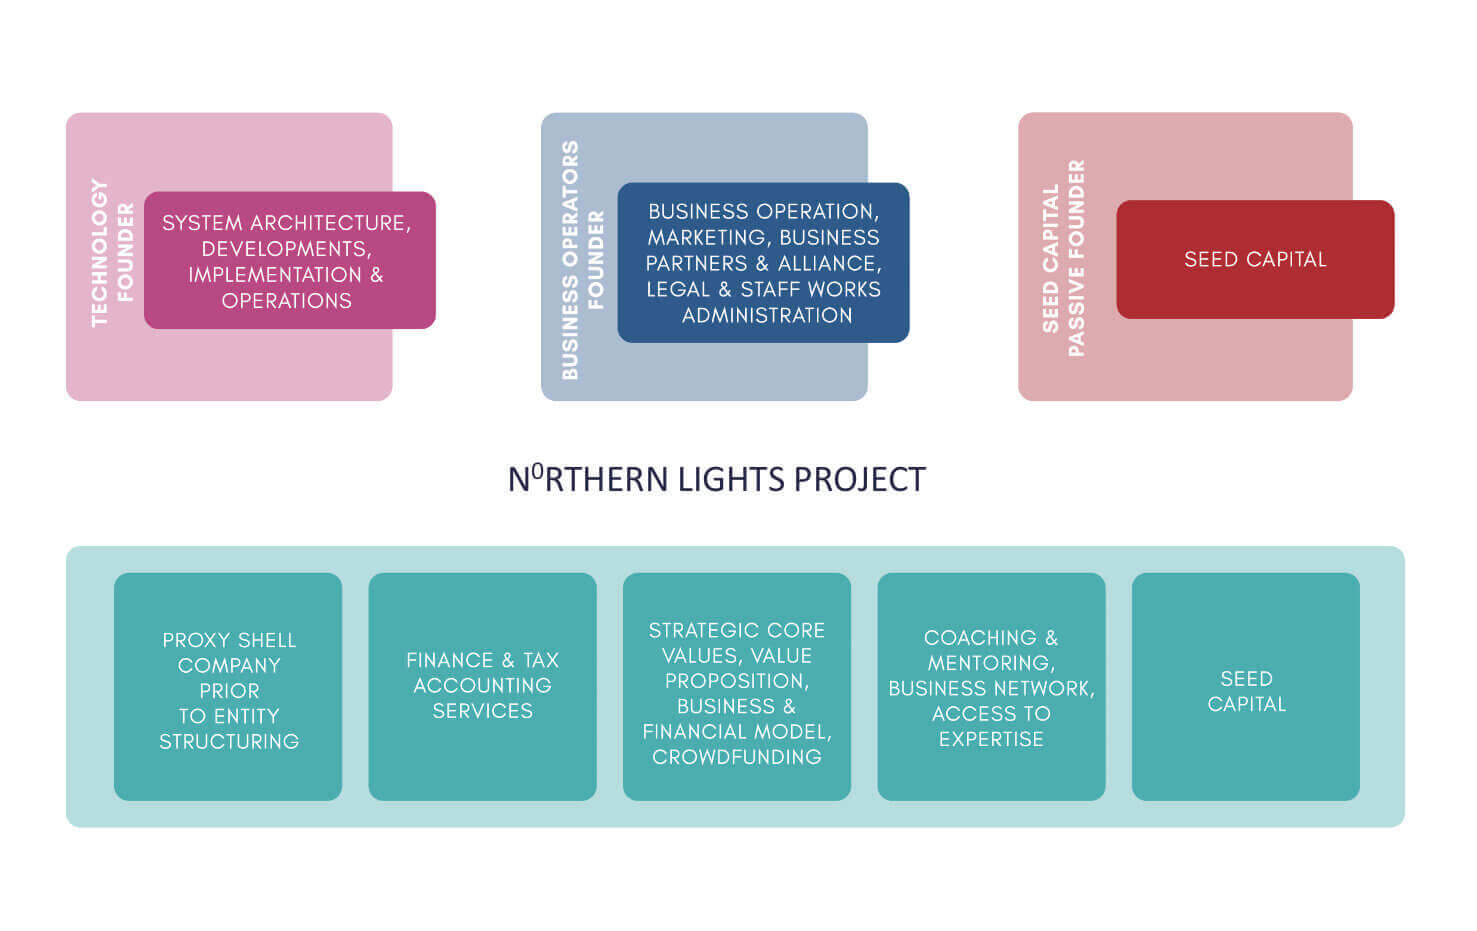 TECHNOLOGY
FOUNDER
SYSTEM ARCHITECTURE,
DEVELOPMENTS,
IMPLEMENTATION &
OPERATIONS
BUSINESS OPERATORS
FOUNDER
BUSINESS OPERATION,
MARKETING, BUSINESS
PARTNERS & ALLIANCE,
LEGAL & STAFF WORKS
ADMINISTRATION
SEED CAPITAL
PASSIVE FOUNDER
SEED CAPITAL
N⁰RTHERN LIGHTS PROJECT
PROXY SHELL
COMPANY
PRIOR
TO ENTITY
STRUCTURING
FINANCE & TAX
ACCOUNTING
SERVICES
STRATEGIC CORE
VALUES, VALUE
PROPOSITION,
BUSINESS &
FINANCIAL MODEL,
CROWDFUNDING
COACHING &
MENTORING,
BUSINESS NETWORK,
ACCESS TO
EXPERTISE
SEED
CAPITAL